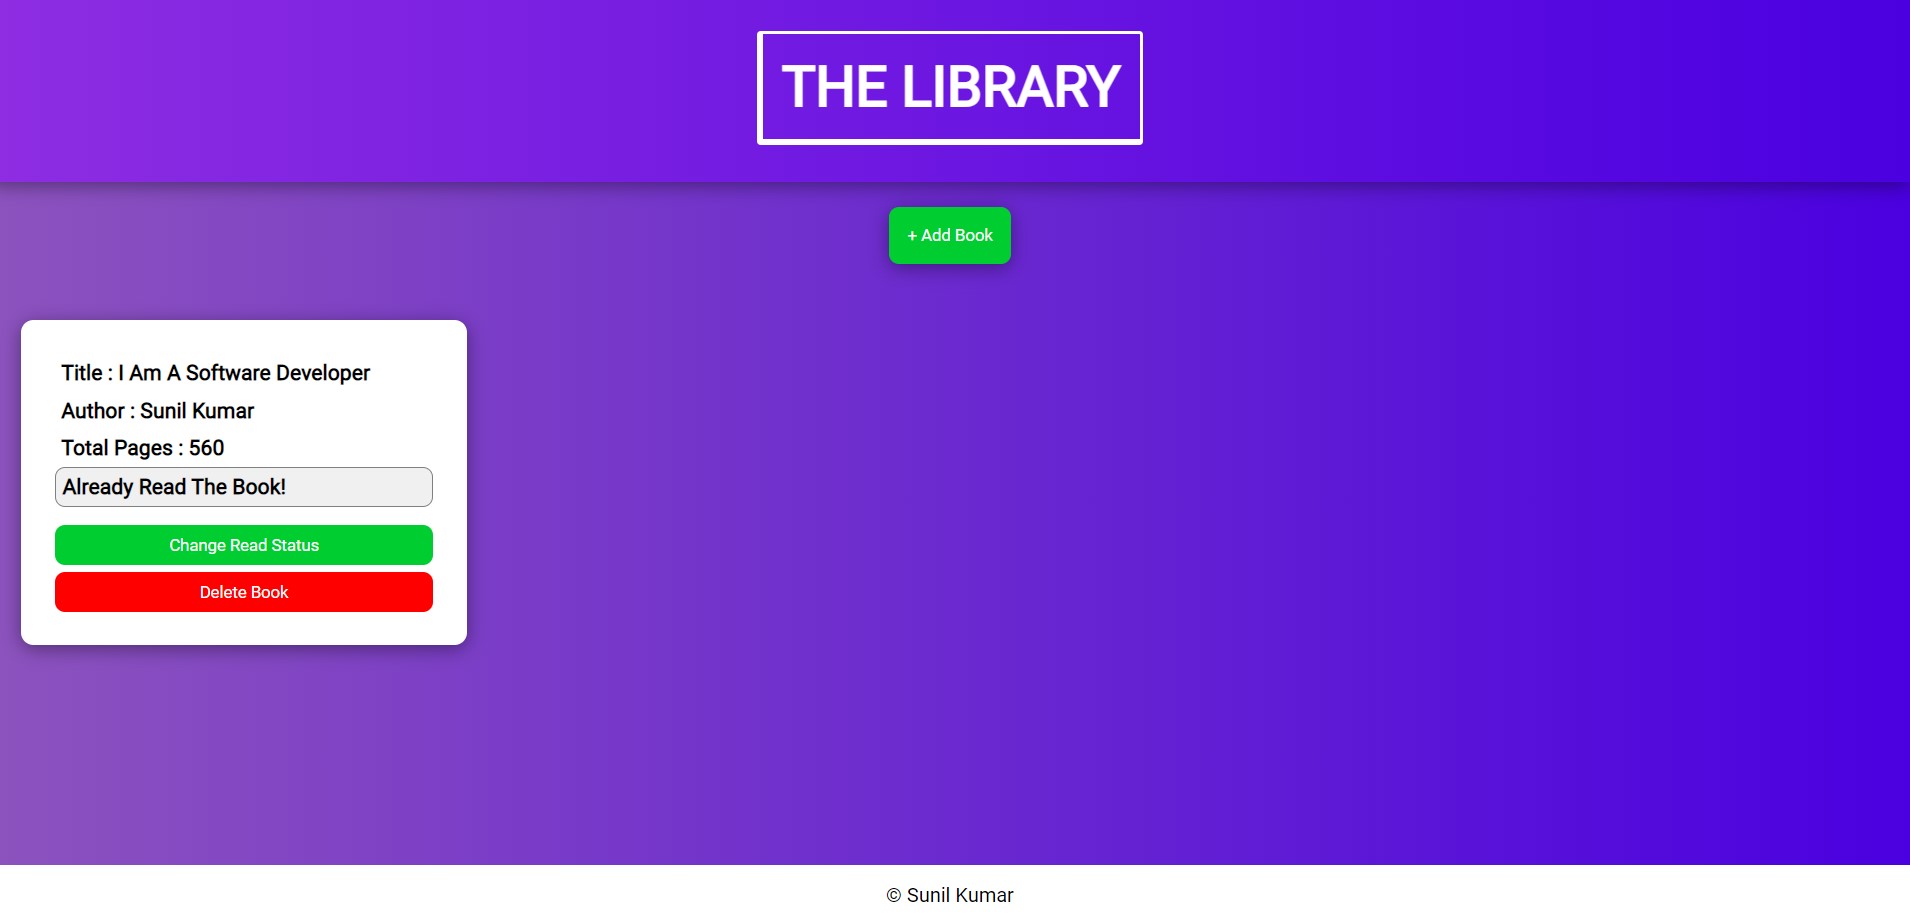 THE LIBRARY
+ Add Book
Title : I Am A Software Developer
Author : Sunil Kumar
Total Pages : 560
Already Read The Book!
Change Read Status
Delete Book
© Sunil Kumar